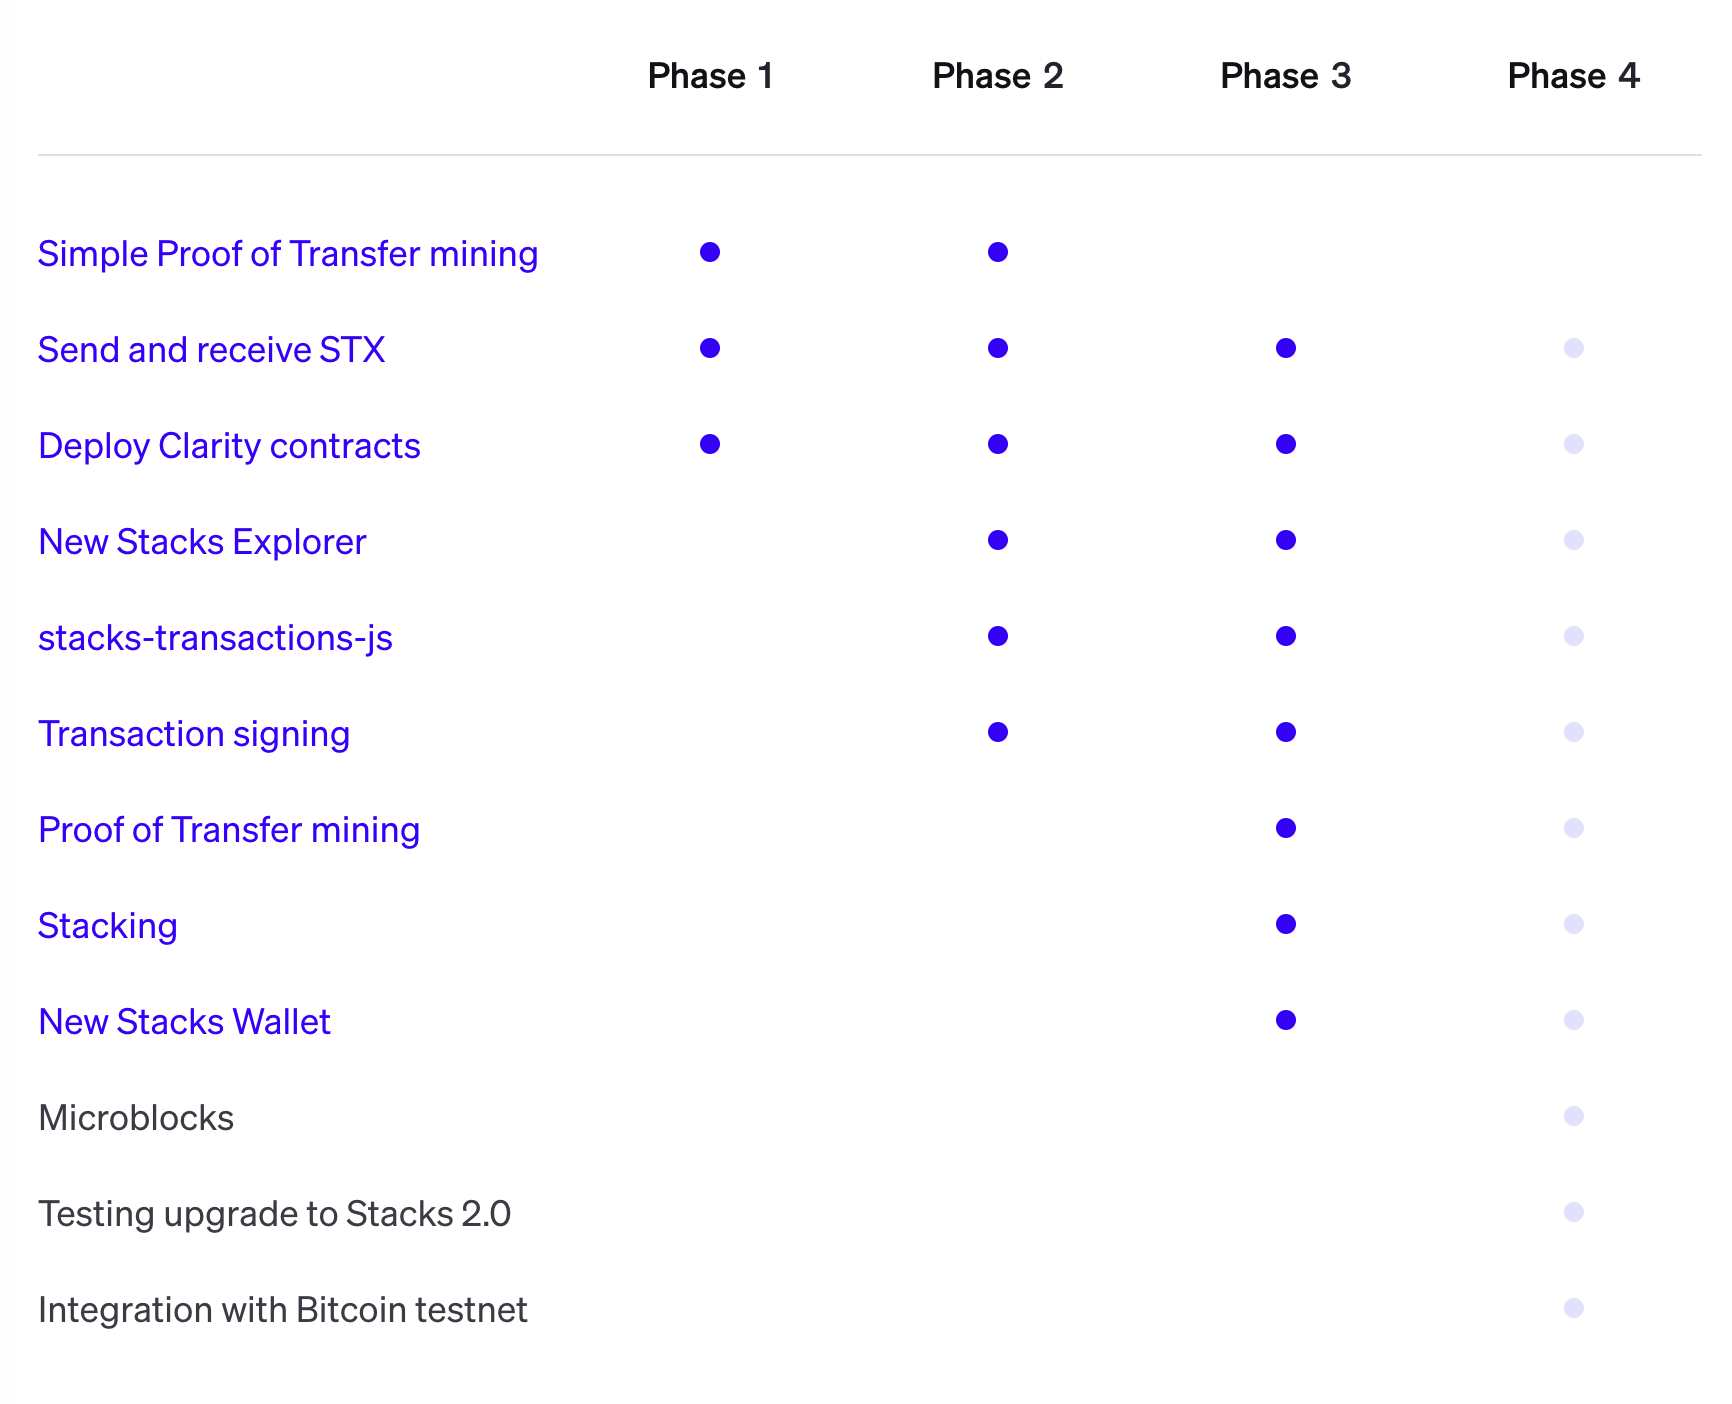 Phase 1 Phase 2 Phase 3 Phase 4
Simple Proof of Transfer mining
Send and receive STX
Deploy Clarity contracts
New Stacks Explorer
stacks-transactions-js
Transaction signing
Proof of Transfer mining
Stacking
New Stacks Wallet
Microblocks
Testing upgrade to Stacks 2.0
Integration with Bitcoin testnet